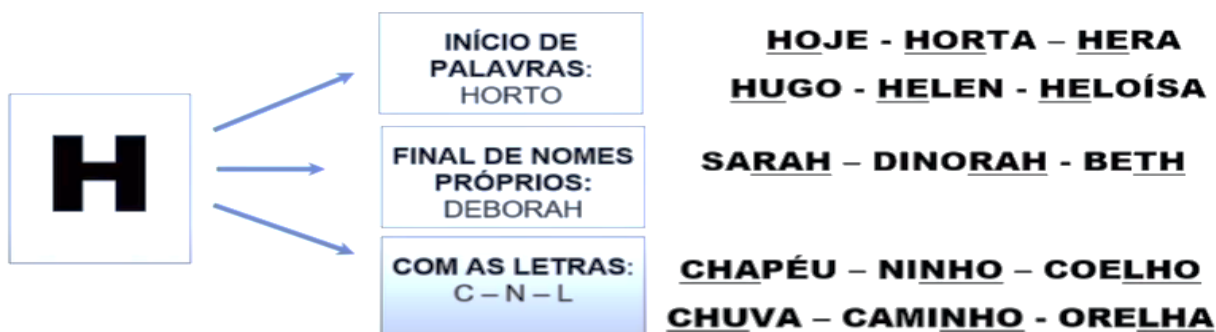 H
INÍCIO DE
PALAVRAS:
HORTO
HOJE - HORTA – HERA
HUGO - HELEN - HELOÍSA
FINAL DE NOMES
PRÓPRIOS:
DEBORAH
SARAH – DINORAH - BETH
COM AS LETRAS:
C – N – L
CHAPÉU – NINHO – COELHO
CHUVA – CAMINHO - ORELHA